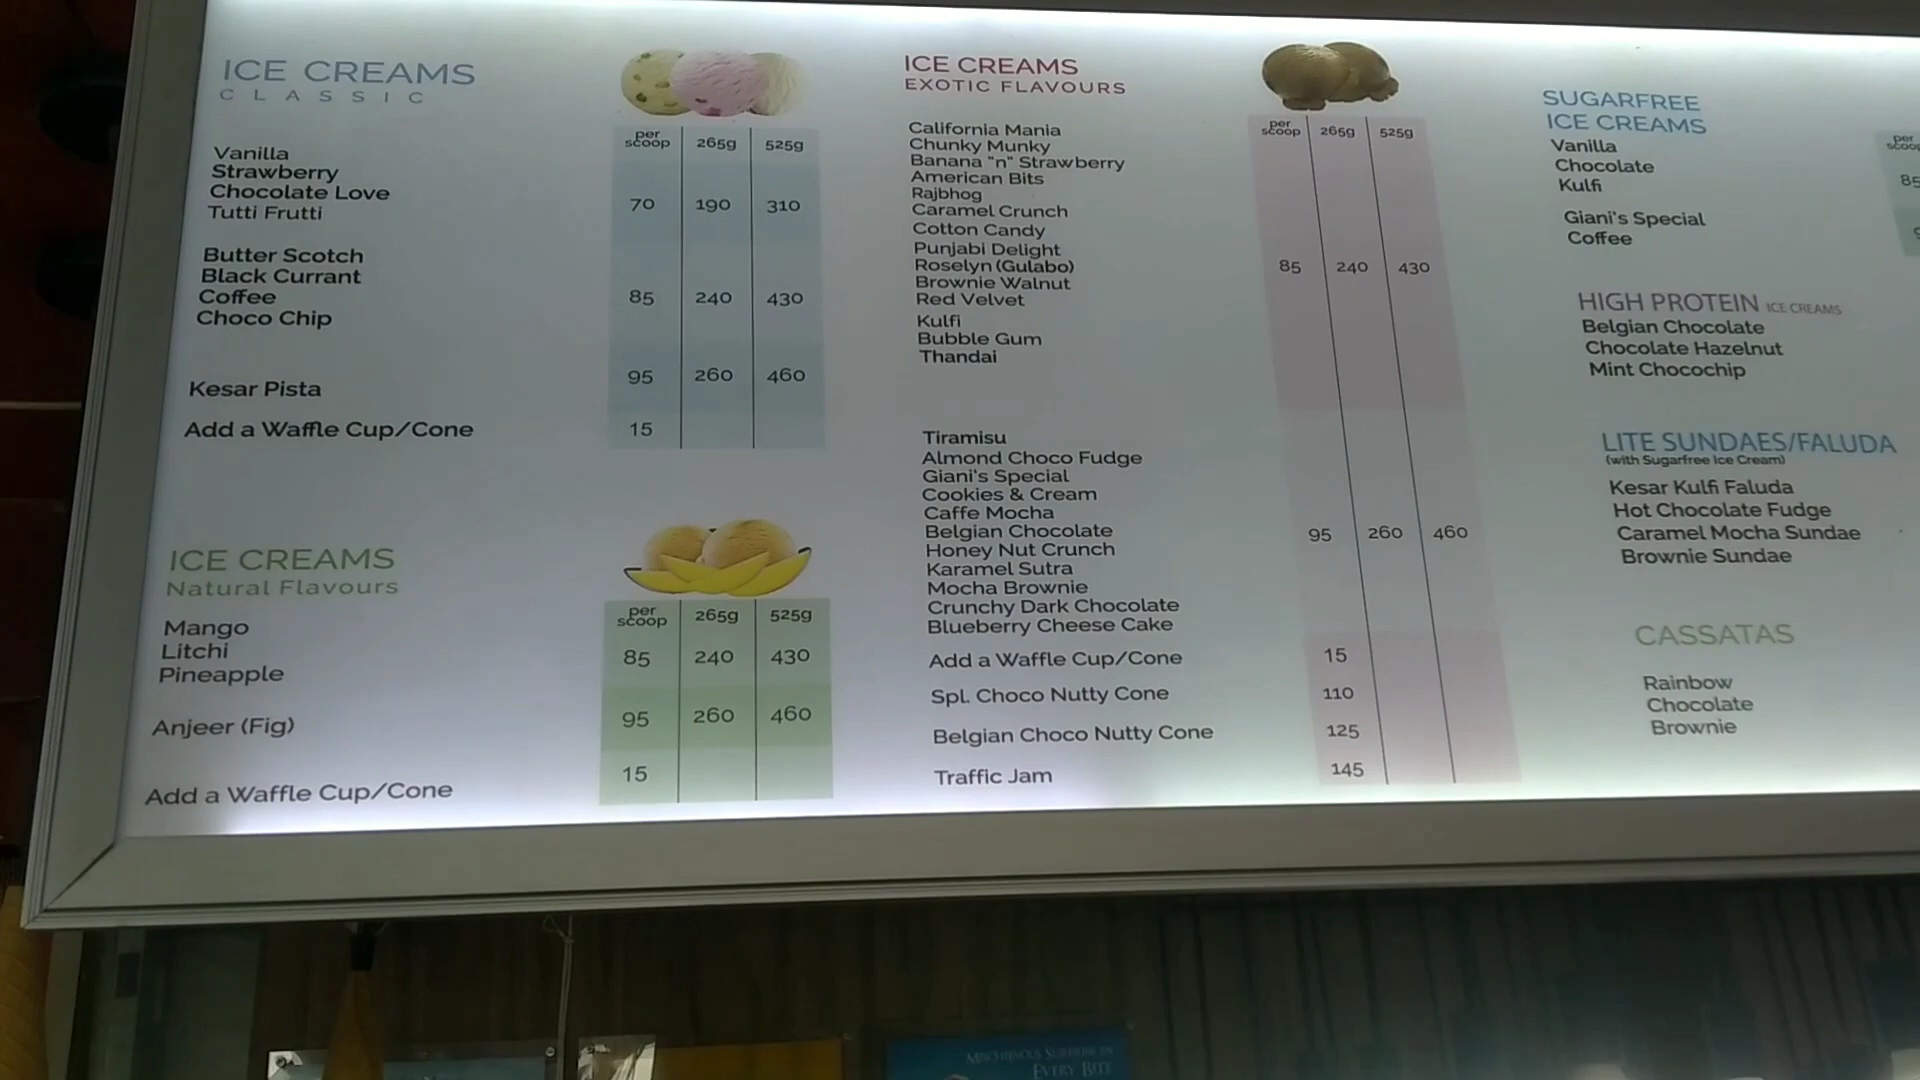 ICE CREAMS
CLASSIC
per scoop 265g 525g
Vanilla
Strawberry
Chocolate Love
Tutti Frutti
70 190 310
Butter Scotch
Black Currant
Coffee
Choco Chip
85 240 430
Kesar Pista 95 260 460
Add a Waffle Cup/Cone 15
ICE CREAMS
Natural Flavours
per scoop 265g 525g
Mango
Litchi
Pineapple
85 240 430
Anjeer (Fig) 95 260 460
Add a Waffle Cup/Cone 15
ICE CREAMS
EXOTIC FLAVOURS
per scoop 265g 525g
California Mania
Chunky Munky
Banana "n" Strawberry
American Bits
Rajbhog
Caramel Crunch
Cotton Candy
Punjabi Delight
Roselyn (Gulabo)
Brownie Walnut
Red Velvet
Kulfi
Bubble Gum
Thandai
85 240 430
Tiramisu
Almond Choco Fudge
Giani's Special
Cookies & Cream
Caffe Mocha
Belgian Chocolate
Honey Nut Crunch
Karamel Sutra
Mocha Brownie
Crunchy Dark Chocolate
Blueberry Cheese Cake
95 260 460
Add a Waffle Cup/Cone 15
Spl. Choco Nutty Cone 110
Belgian Choco Nutty Cone 125
Traffic Jam 145
SUGARFREE
ICE CREAMS
per
Vanilla
Chocolate
Kulfi
85
Giani's Special
Coffee
HIGH PROTEIN ICE CREAMS
Belgian Chocolate
Chocolate Hazelnut
Mint Chocochip
LITE SUNDAES/FALUDA
(with Sugarfree Ice Cream)
Kesar Kulfi Faluda
Hot Chocolate Fudge
Caramel Mocha Sundae
Brownie Sundae
CASSATAS
Rainbow
Chocolate
Brownie
EVERY BITE